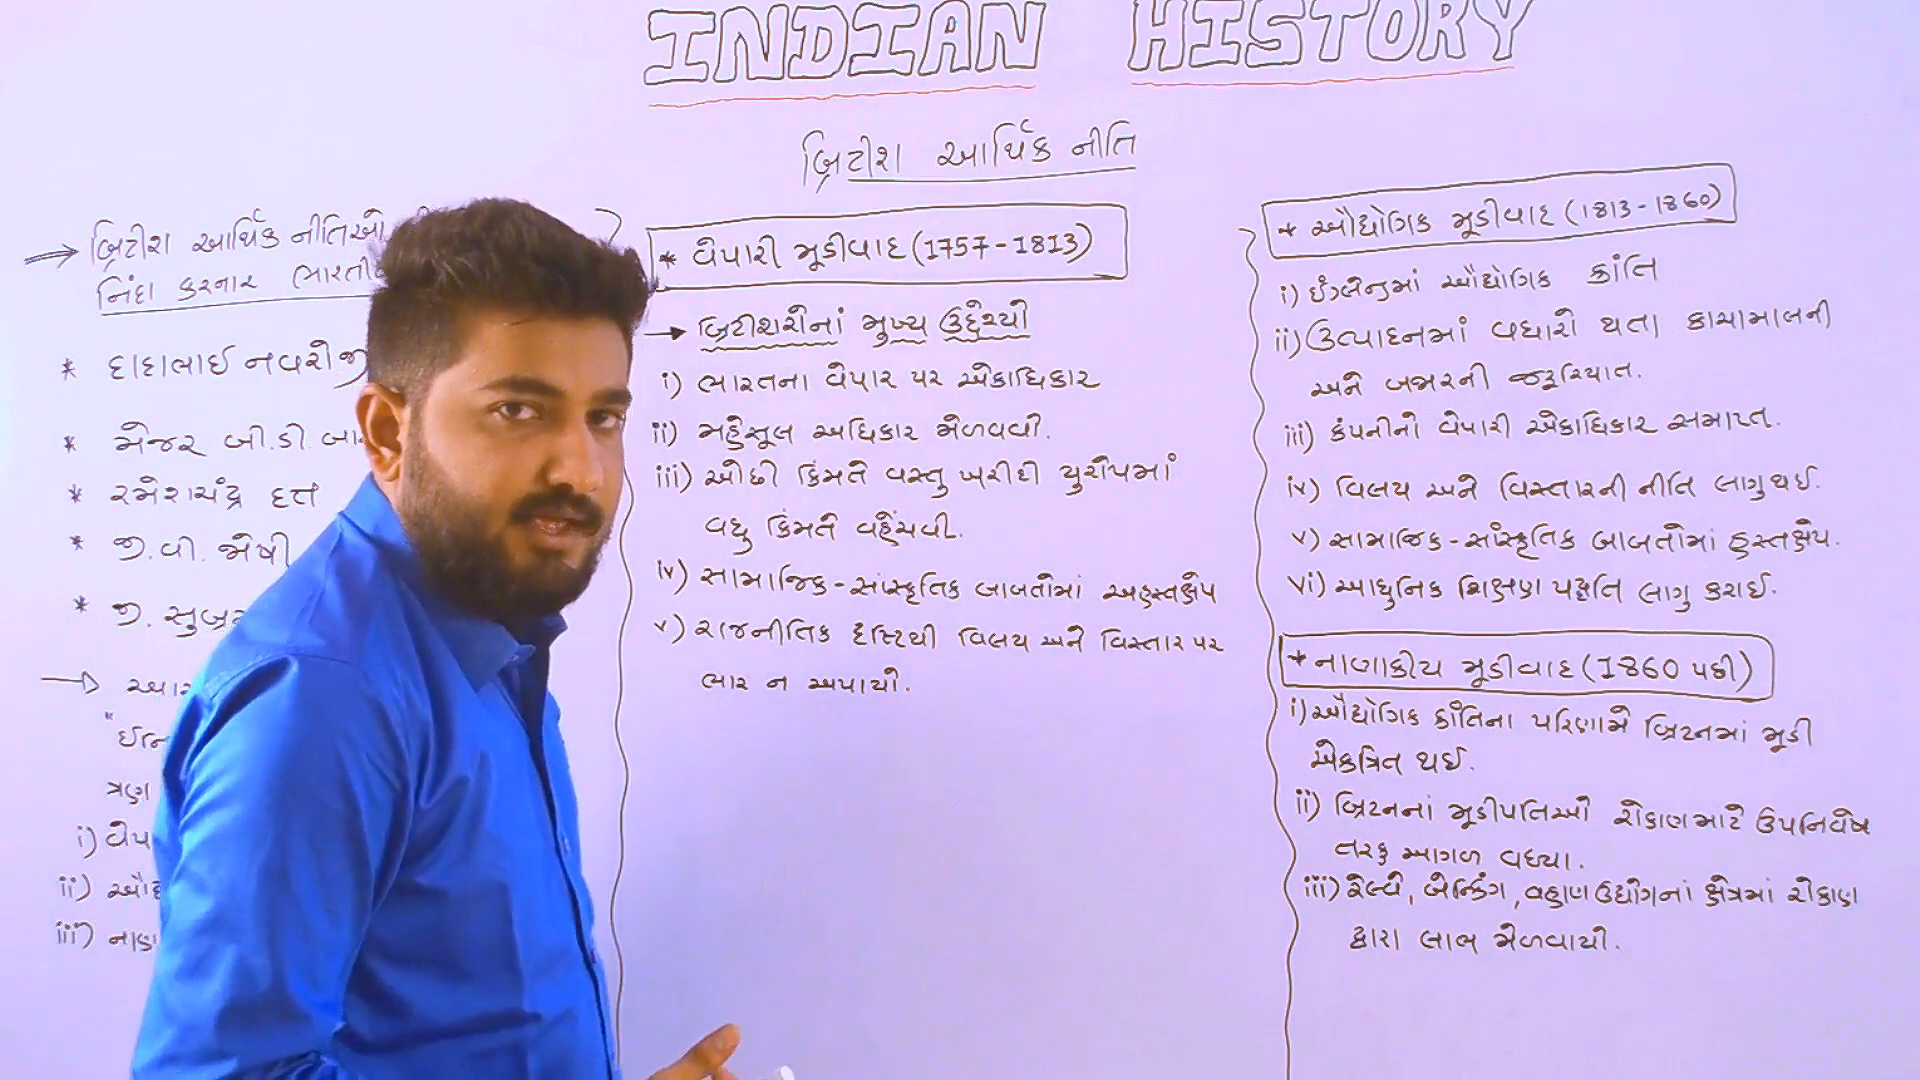 INDIAN HISTORY
બ્રિટીશ આર્થિક નીતિ
→ બ્રિટીશ આર્થિક નીતિઓ
નિંદા કરનાર
* દાદાભાઈ નવરોજી
* મેજર બી.ડી.
* રમેશચંદ્ર દત્ત
* જી.વી. જોષી
* જી.
→
"
ત્રણ
i)
ii)
iii)
* વેપારી મૂડીવાદ (1757-1813)
→ બ્રિટીશરોનાં મુખ્ય ઉદ્દેશ્યો
i) ભારતના વેપાર પર એકાધિકાર
ii) મહેસૂલ અધિકાર મેળવવો.
iii) ઓછી કિંમતે વસ્તુ ખરીદી યુરોપમાં
વધુ કિંમતે વહેંચવી.
iv) સામાજિક-સાંસ્કૃતિક બાબતોમાં અહસ્તક્ષેપ
v) રાજનીતિક દ્રષ્ટિથી વિલય અને વિસ્તાર પર
ભાર ન અપાયો.
* ઔદ્યોગિક મૂડીવાદ (1813-1860)
i) ઈંગ્લેન્ડમાં ઔદ્યોગિક ક્રાંતિ
ii) ઉત્પાદનમાં વધારો થતા કાચામાલની
અને બજારની જરૂરિયાત.
iii) કંપનીનો વેપારી એકાધિકાર સમાપ્ત.
iv) વિલય અને વિસ્તારની નીતિ લાગુ થઈ.
v) સામાજિક-સાંસ્કૃતિક બાબતોમાં હસ્તક્ષેપ.
vi) આધુનિક શિક્ષણ પદ્ધતિ લાગુ કરાઈ.
* નાણાકીય મૂડીવાદ (1860 પછી)
i) ઔદ્યોગિક ક્રાંતિના પરિણામે બ્રિટનમાં મૂડી
એકત્રિત થઈ.
ii) બ્રિટનનાં મૂડીપતિઓ રોકાણ માટે ઉપનિવેષ
તરફ આગળ વધ્યા.
iii) રેલ્વે, બેન્કિંગ, વહાણ ઉદ્યોગનાં ક્ષેત્રમાં રોકાણ
દ્વારા લાભ મેળવાયો.